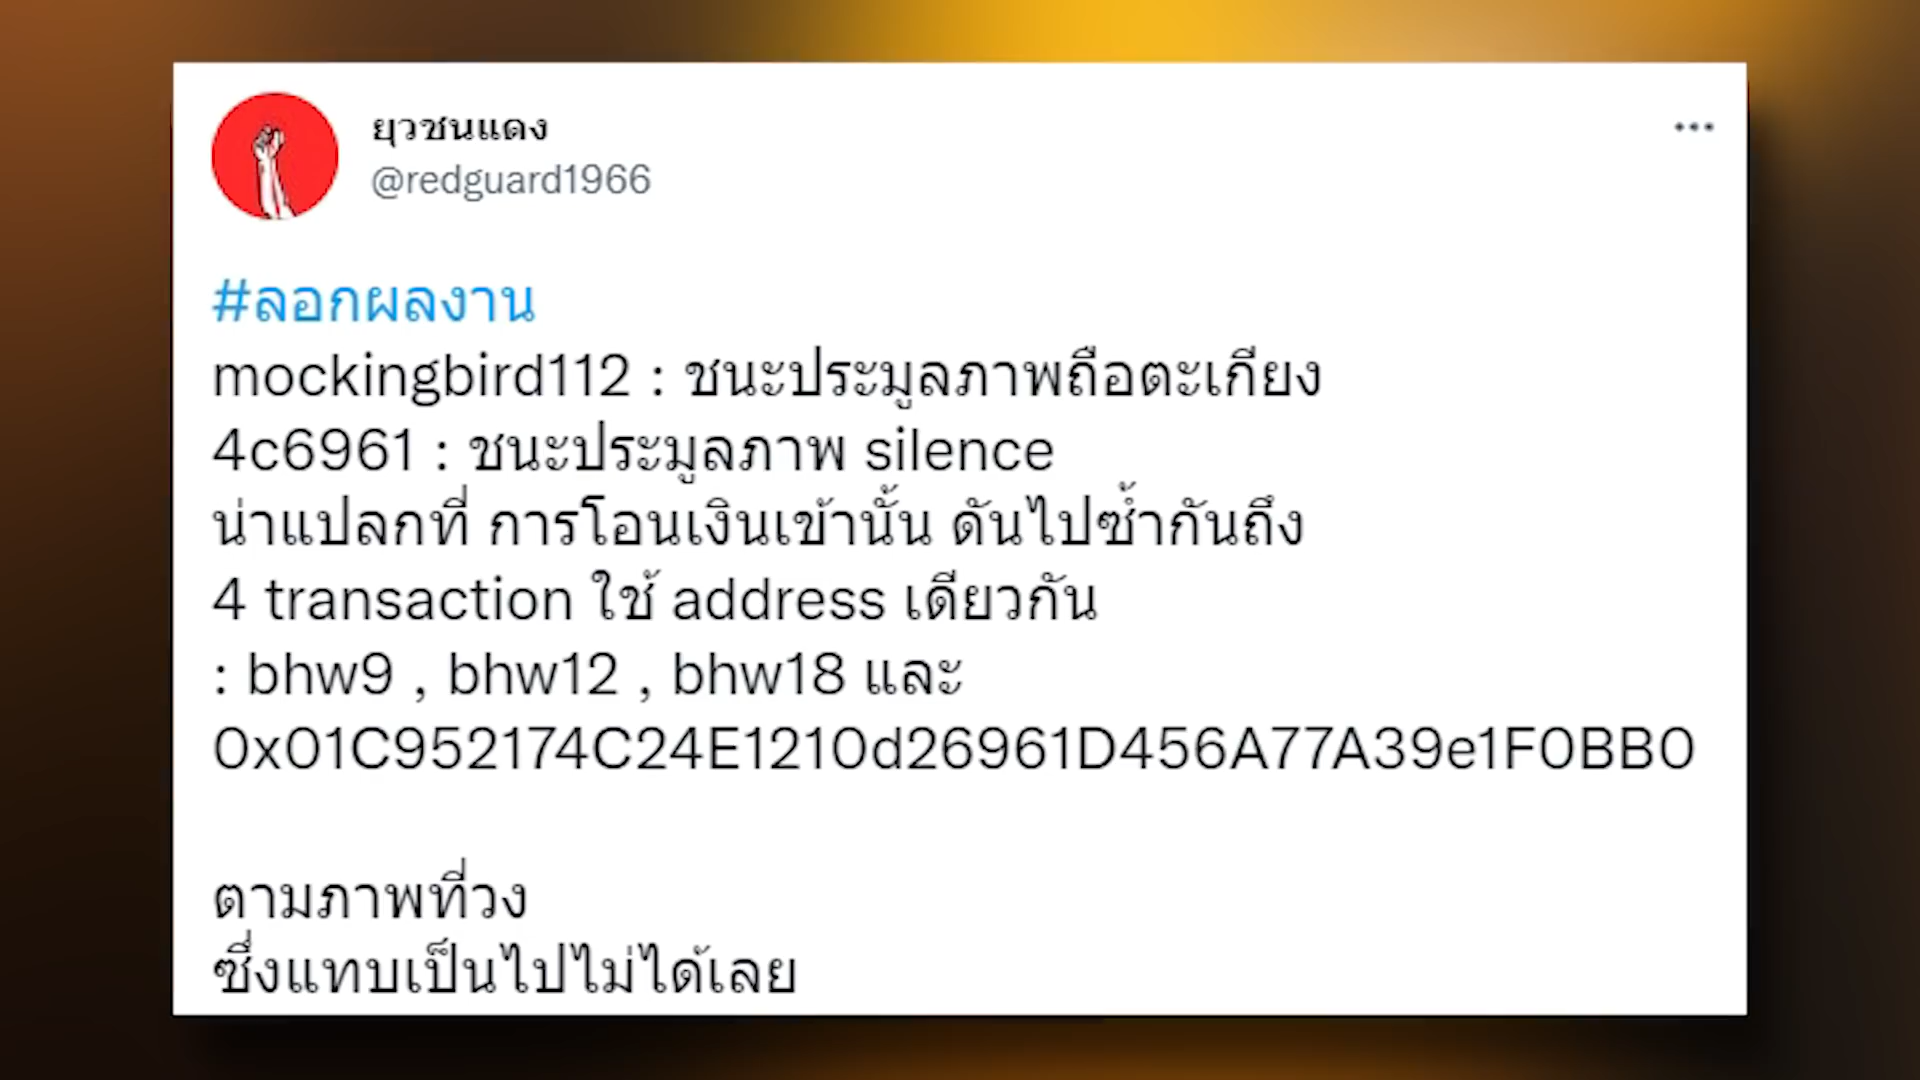 ยุวชนแดง
@redguard1966
#ลอกผลงาน
mockingbird112 : ชนะประมูลภาพถือตะเกียง
4c6961 : ชนะประมูลภาพ silence
น่าแปลกที่ การโอนเงินเข้านั้น ดันไปซ้ำกันถึง
4 transaction ใช้ address เดียวกัน
: bhw9 , bhw12 , bhw18 และ
0x01C952174C24E1210d26961D456A77A39e1F0BB0
ตามภาพที่วง
ซึ่งแทบเป็นไปไม่ได้เลย